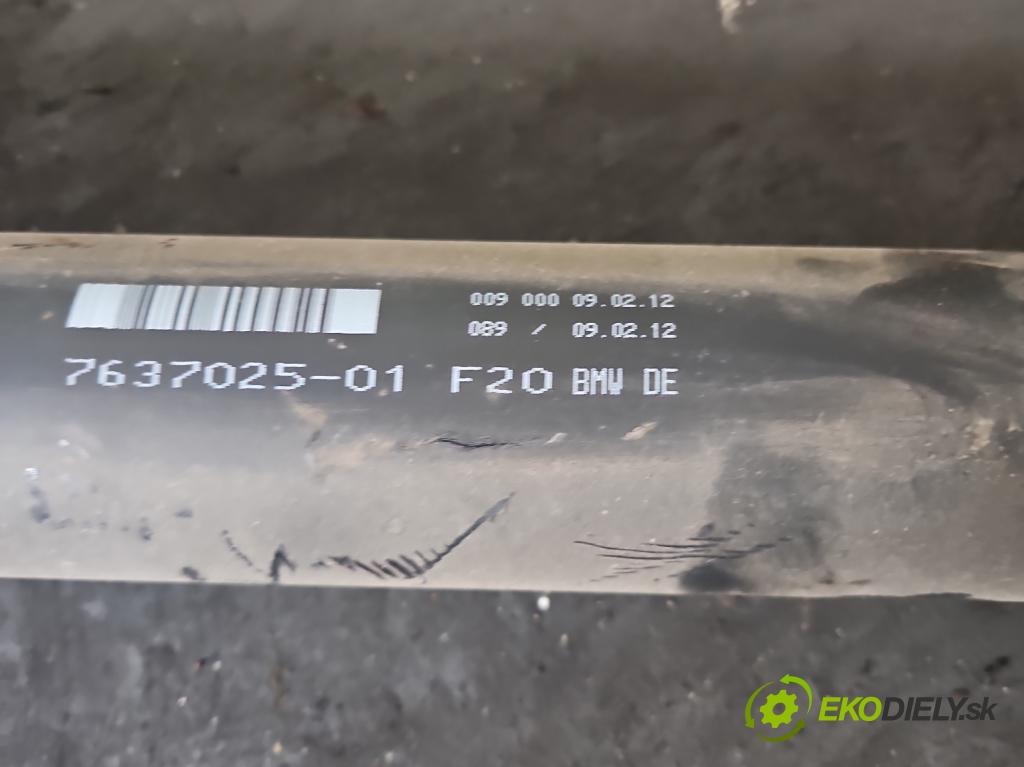 009 000 09.02.12
089 / 09.02.12
7637025-01 F20 BMW DE
EKODIELY.sk